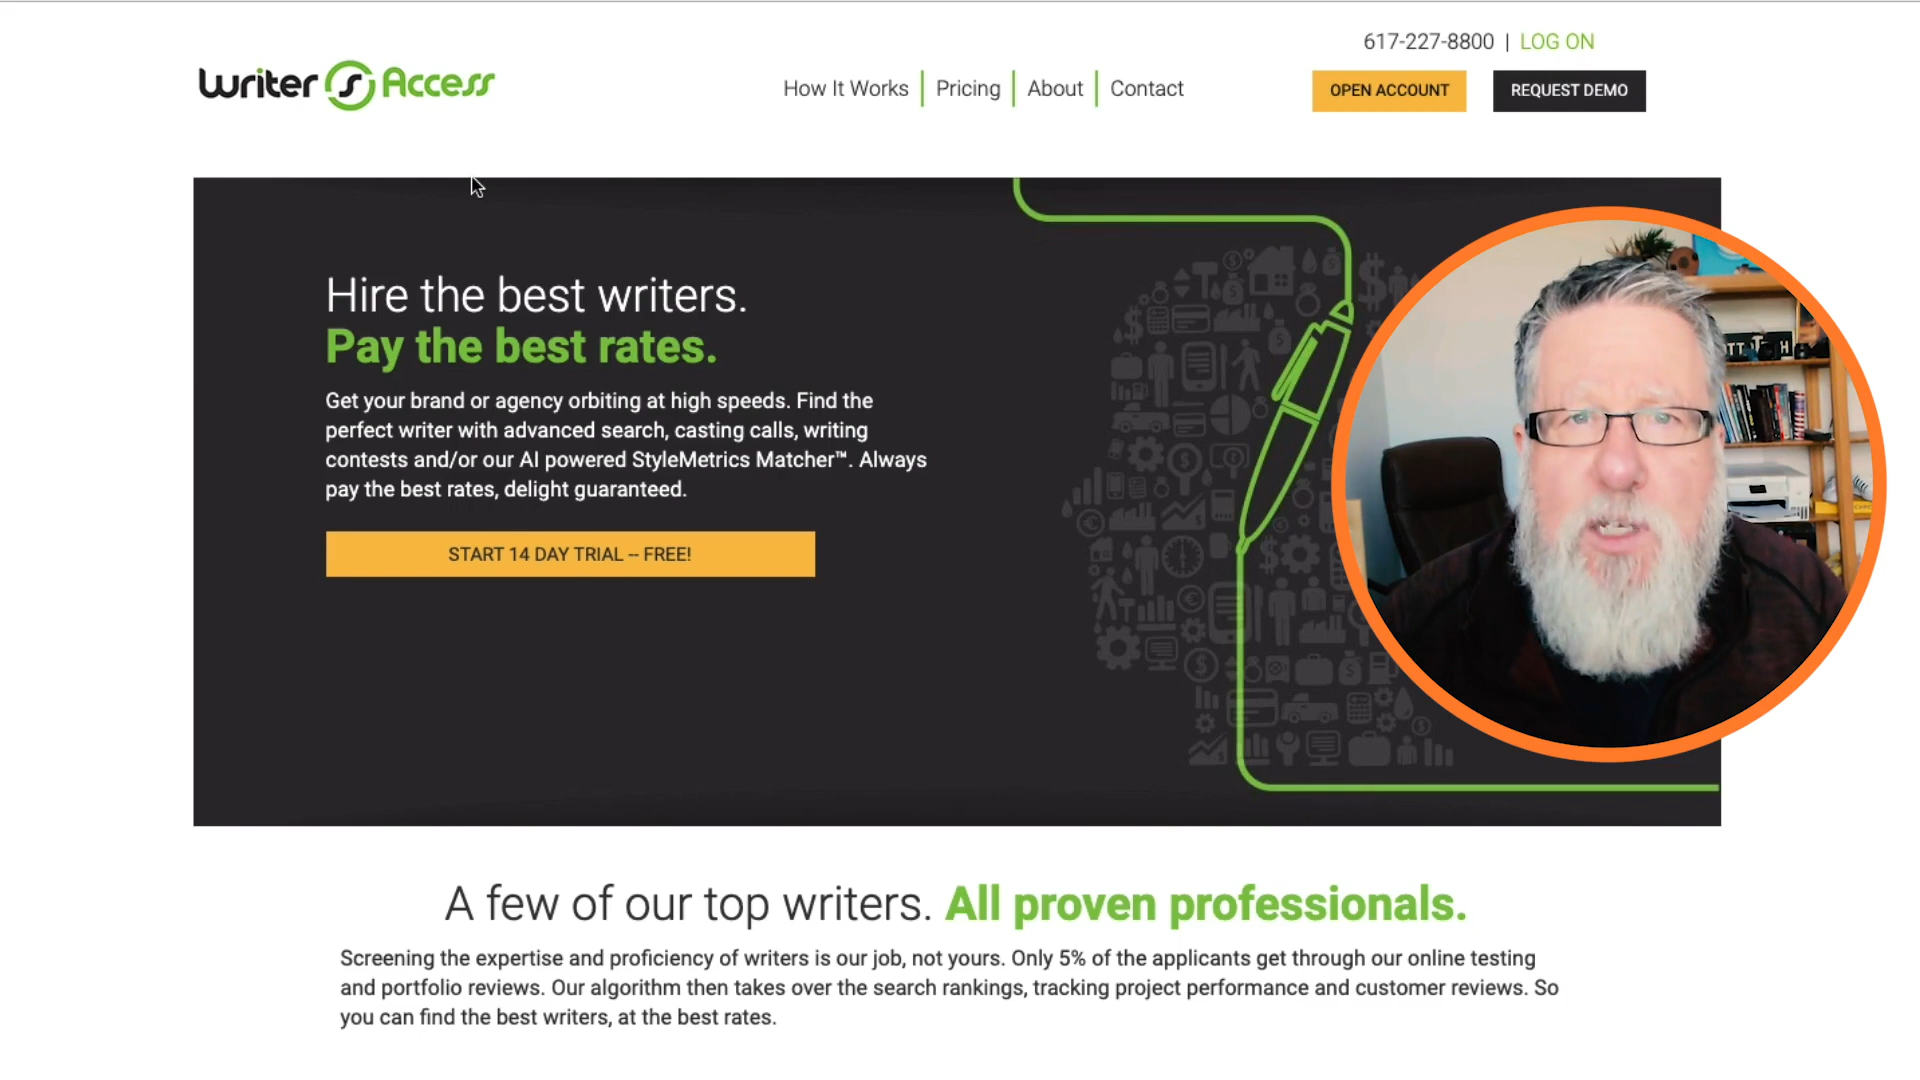 617-227-8800 | LOG ON
Writer Access
How It Works
Pricing
About
Contact
OPEN ACCOUNT
REQUEST DEMO
Hire the best writers.
Pay the best rates.
Get your brand or agency orbiting at high speeds. Find the
perfect writer with advanced search, casting calls, writing
contests and/or our AI powered StyleMetrics Matcher™. Always
pay the best rates, delight guaranteed.
START 14 DAY TRIAL -- FREE!
A few of our top writers. All proven professionals.
Screening the expertise and proficiency of writers is our job, not yours. Only 5% of the applicants get through our online testing
and portfolio reviews. Our algorithm then takes over the search rankings, tracking project performance and customer reviews. So
you can find the best writers, at the best rates.